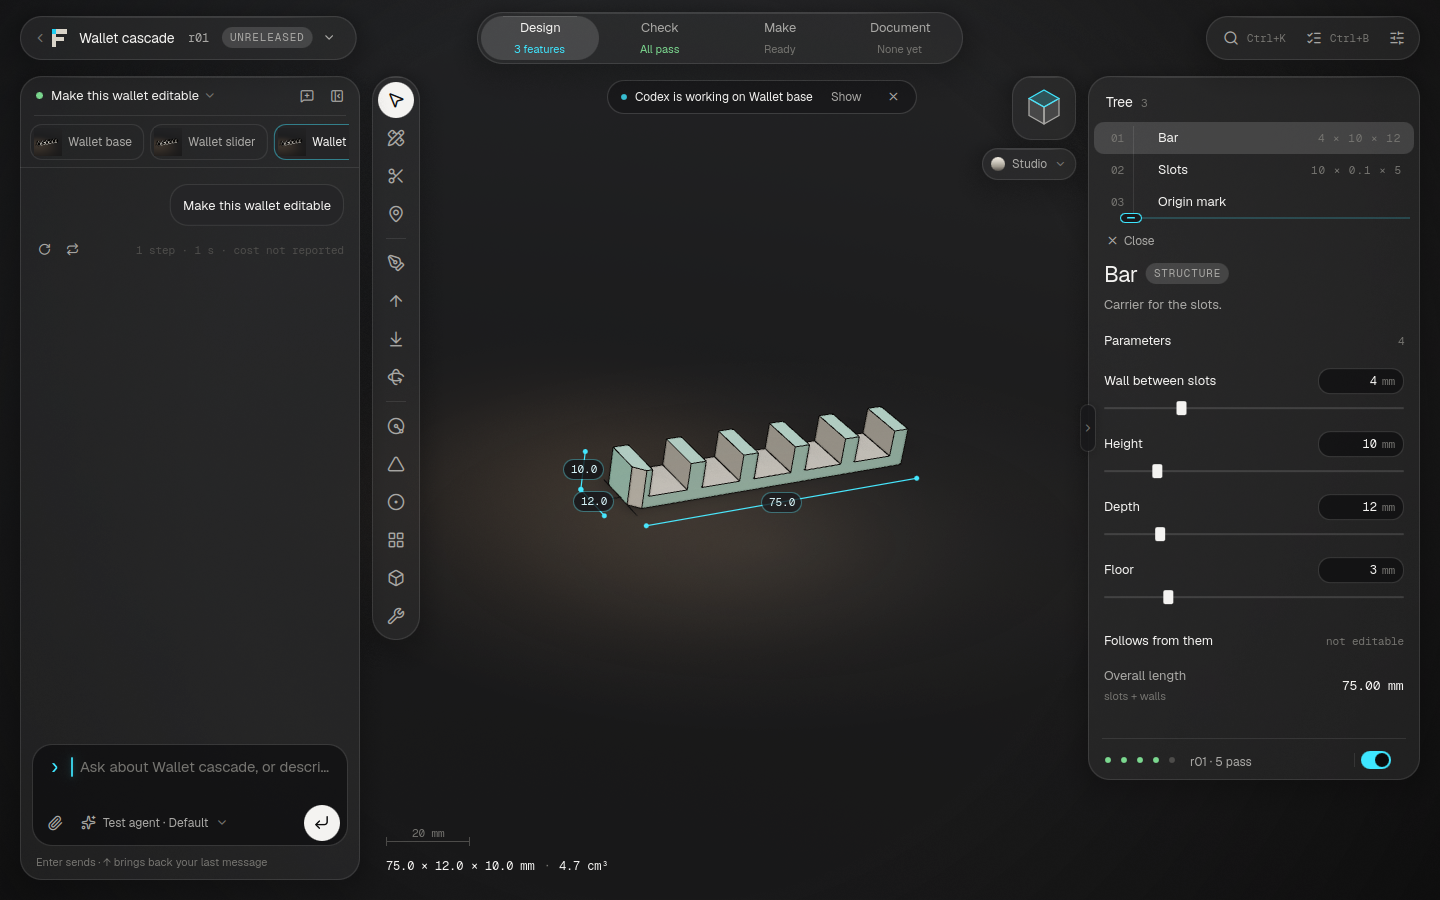 Wallet cascade r01 UNRELEASED
Design
3 features
Check
All pass
Make
Ready
Document
None yet
Ctrl+K Ctrl+B
Make this wallet editable
Wallet base
Wallet slider
Wallet
Make this wallet editable
1 step · 1 s · cost not reported
Ask about Wallet cascade, or descri...
Test agent · Default
Enter sends · ↑ brings back your last message
Codex is working on Wallet base Show
Studio
10.0
12.0
75.0
20 mm
75.0 × 12.0 × 10.0 mm · 4.7 cm³
Tree 3
01 Bar 4 × 10 × 12
02 Slots 10 × 0.1 × 5
03 Origin mark
Close
Bar STRUCTURE
Carrier for the slots.
Parameters 4
Wall between slots 4 mm
Height 10 mm
Depth 12 mm
Floor 3 mm
Follows from them not editable
Overall length 75.00 mm
slots + walls
r01 · 5 pass